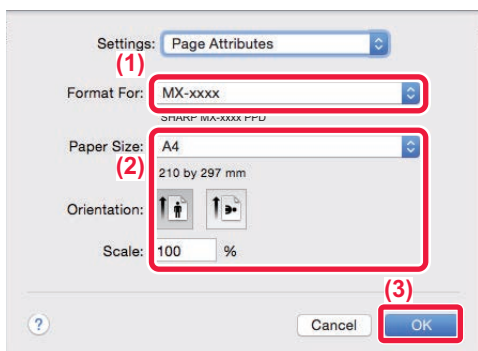 Settings: Page Attributes
(1)
Format For: MX-xxxx
SHARP MX-xxxx PPD
Paper Size: A4
(2)
210 by 297 mm
Orientation:
Scale: 100 %
(3)
? Cancel OK